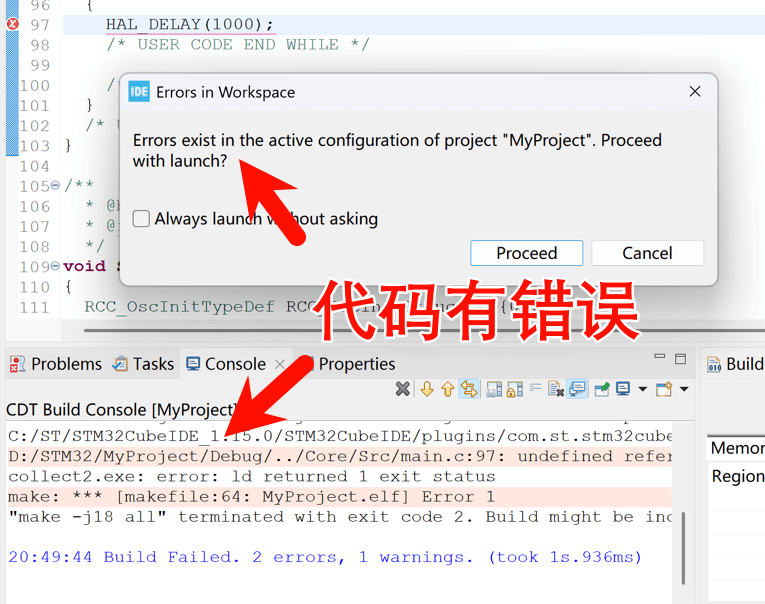 96 {
97 HAL_DELAY(1000);
98 /* USER CODE END WHILE */
99
100
101 }
102 /*
103 }
104
105 /**
106 *
107 *
108 */
109 void
110 {
111 RCC_OscInitTypeDef
IDE Errors in Workspace
Errors exist in the active configuration of project "MyProject". Proceed
with launch?
Always launch without asking
Proceed Cancel
代码有错误
Problems Tasks Console Properties Build
CDT Build Console [MyProject]
C:/ST/STM32CubeIDE_1.15.0/STM32CubeIDE/plugins/com.st.stm32cube
D:/STM32/MyProject/Debug/../Core/Src/main.c:97: undefined refer
collect2.exe: error: ld returned 1 exit status
make: *** [makefile:64: MyProject.elf] Error 1
"make -j18 all" terminated with exit code 2. Build might be inc
20:49:44 Build Failed. 2 errors, 1 warnings. (took 1s.936ms)
Memor
Region